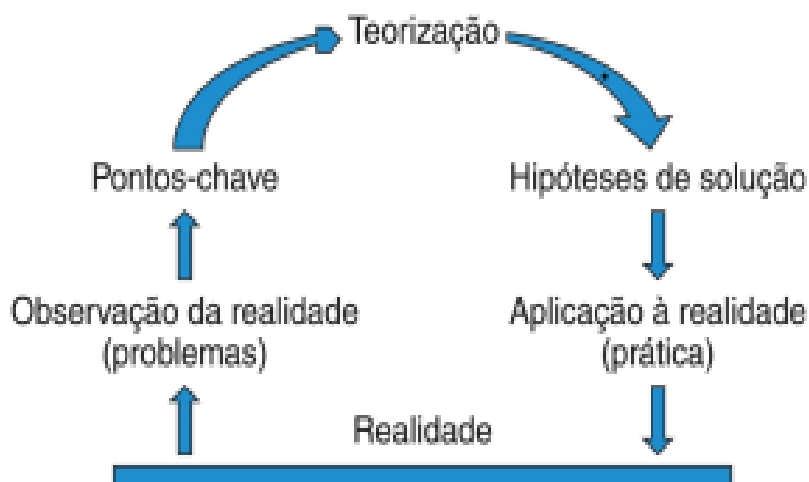 Teorização
Pontos-chave
Hipóteses de solução
Observação da realidade
(problemas)
Aplicação à realidade
(prática)
Realidade